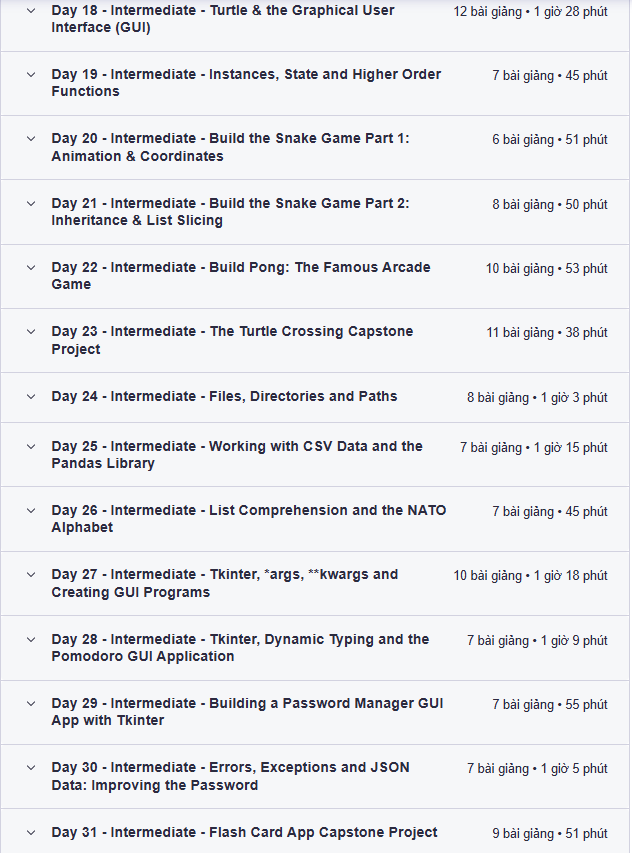 Day 18 - Intermediate - Turtle & the Graphical User
Interface (GUI)
12 bài giảng • 1 giờ 28 phút
Day 19 - Intermediate - Instances, State and Higher Order
Functions
7 bài giảng • 45 phút
Day 20 - Intermediate - Build the Snake Game Part 1:
Animation & Coordinates
6 bài giảng • 51 phút
Day 21 - Intermediate - Build the Snake Game Part 2:
Inheritance & List Slicing
8 bài giảng • 50 phút
Day 22 - Intermediate - Build Pong: The Famous Arcade
Game
10 bài giảng • 53 phút
Day 23 - Intermediate - The Turtle Crossing Capstone
Project
11 bài giảng • 38 phút
Day 24 - Intermediate - Files, Directories and Paths
8 bài giảng • 1 giờ 3 phút
Day 25 - Intermediate - Working with CSV Data and the
Pandas Library
7 bài giảng • 1 giờ 15 phút
Day 26 - Intermediate - List Comprehension and the NATO
Alphabet
7 bài giảng • 45 phút
Day 27 - Intermediate - Tkinter, *args, **kwargs and
Creating GUI Programs
10 bài giảng • 1 giờ 18 phút
Day 28 - Intermediate - Tkinter, Dynamic Typing and the
Pomodoro GUI Application
7 bài giảng • 1 giờ 9 phút
Day 29 - Intermediate - Building a Password Manager GUI
App with Tkinter
7 bài giảng • 55 phút
Day 30 - Intermediate - Errors, Exceptions and JSON
Data: Improving the Password
7 bài giảng • 1 giờ 5 phút
Day 31 - Intermediate - Flash Card App Capstone Project
9 bài giảng • 51 phút